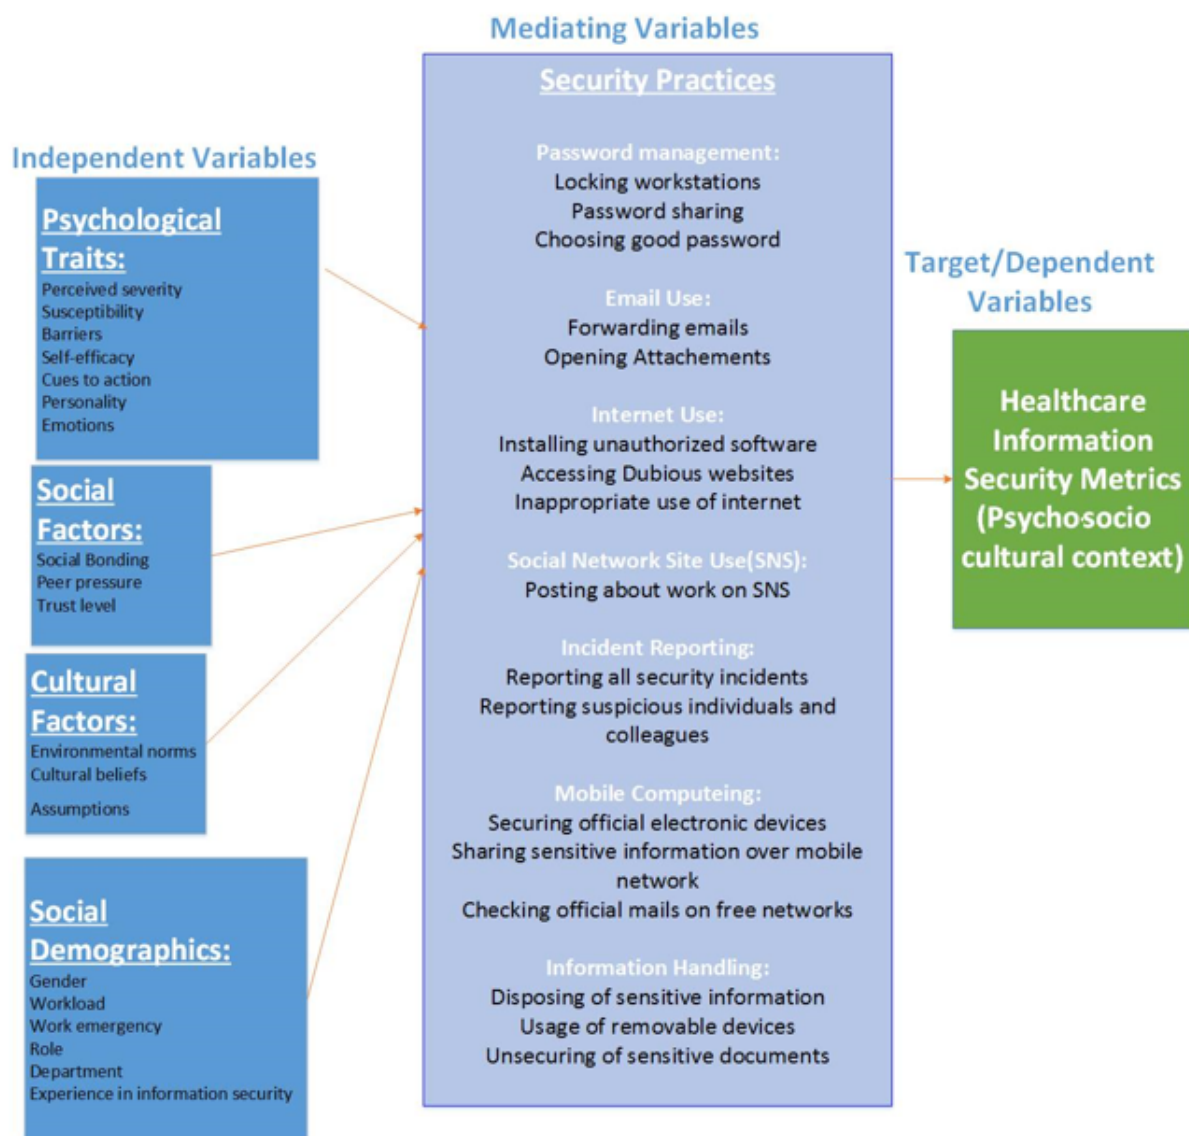 Mediating Variables
Security Practices
Password management:
Locking workstations
Password sharing
Choosing good password
Email Use:
Forwarding emails
Opening Attachements
Internet Use:
Installing unauthorized software
Accessing Dubious websites
Inappropriate use of internet
Social Network Site Use(SNS):
Posting about work on SNS
Incident Reporting:
Reporting all security incidents
Reporting suspicious individuals and
colleagues
Mobile Computeing:
Securing official electronic devices
Sharing sensitive information over mobile
network
Checking official mails on free networks
Information Handling:
Disposing of sensitive information
Usage of removable devices
Unsecuring of sensitive documents
Independent Variables
Psychological
Traits:
Perceived severity
Susceptibility
Barriers
Self-efficacy
Cues to action
Personality
Emotions
Social
Factors:
Social Bonding
Peer pressure
Trust level
Cultural
Factors:
Environmental norms
Cultural beliefs
Assumptions
Social
Demographics:
Gender
Workload
Work emergency
Role
Department
Experience in information security
Target/Dependent
Variables
Healthcare
Information
Security Metrics
(Psycho-socio
cultural context)